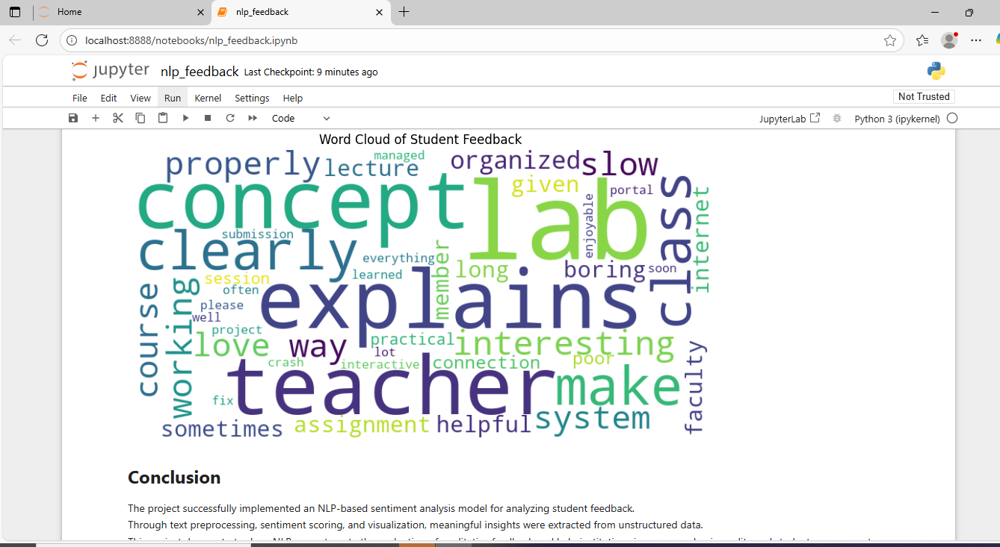 Home
nlp_feedback
localhost:8888/notebooks/nlp_feedback.ipynb
jupyter nlp_feedback Last Checkpoint: 9 minutes ago
File Edit View Run Kernel Settings Help
Not Trusted
Code
JupyterLab
Python 3 (ipykernel)
Word Cloud of Student Feedback
properly
lecture
managed
organized
slow
concept
lab
given
portal
enjoyable
class
internet
submission
clearly
everything
learned
member
long
boring
soon
session
often
course
working
please
well
explains
project
love
way
practical
lot
interesting
crash
interactive
connection
poor
teacher
make
faculty
fix
sometimes
assignment
helpful
system
Conclusion
The project successfully implemented an NLP-based sentiment analysis model for analyzing student feedback.
Through text preprocessing, sentiment scoring, and visualization, meaningful insights were extracted from unstructured data.